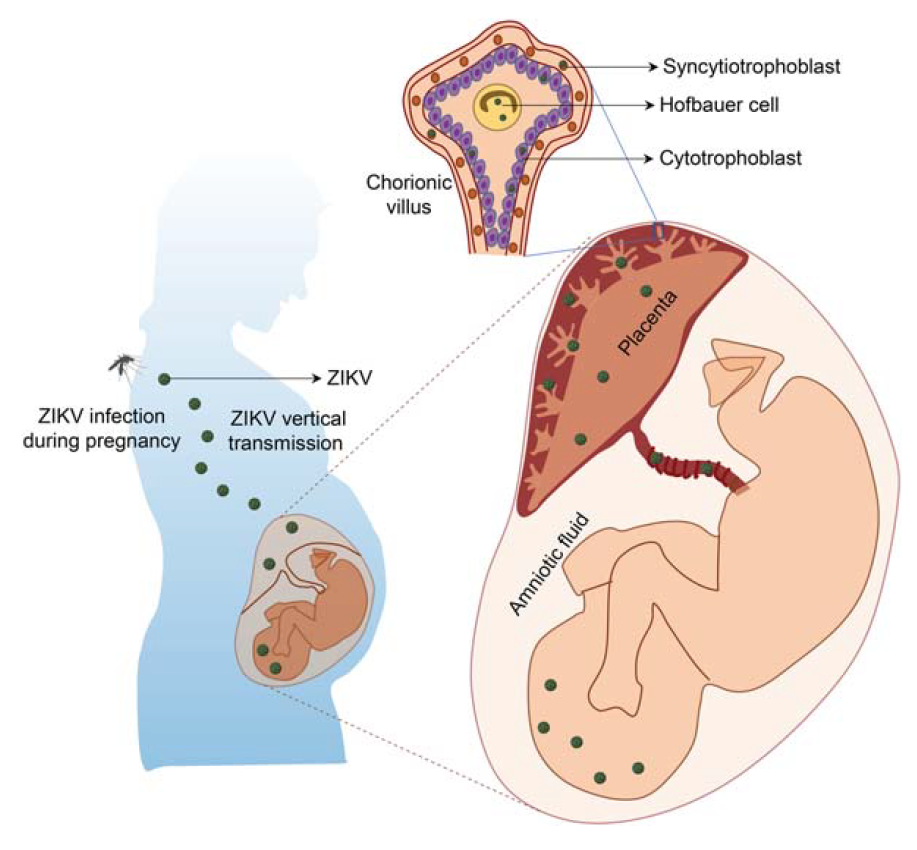 Syncytiotrophoblast
Hofbauer cell
Cytotrophoblast
Chorionic
villus
Placenta
ZIKV
ZIKV infection
during pregnancy
ZIKV vertical
transmission
Amniotic fluid